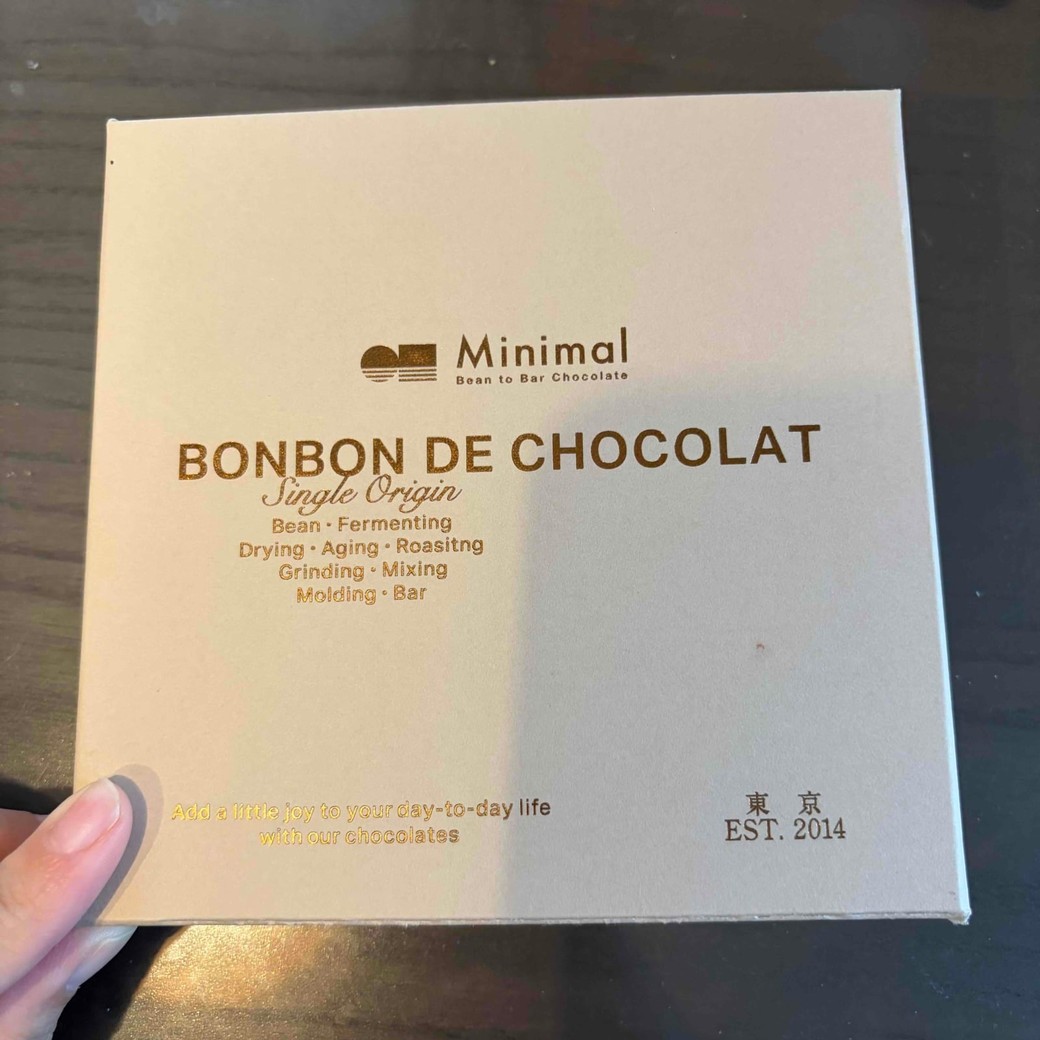 Minimal
Bean to Bar Chocolate
BONBON DE CHOCOLAT
Single Origin
Bean・Fermenting
Drying・Aging・Roasitng
Grinding・Mixing
Molding・Bar
Add a little joy to your day-to-day life
with our chocolates
東 京
EST. 2014